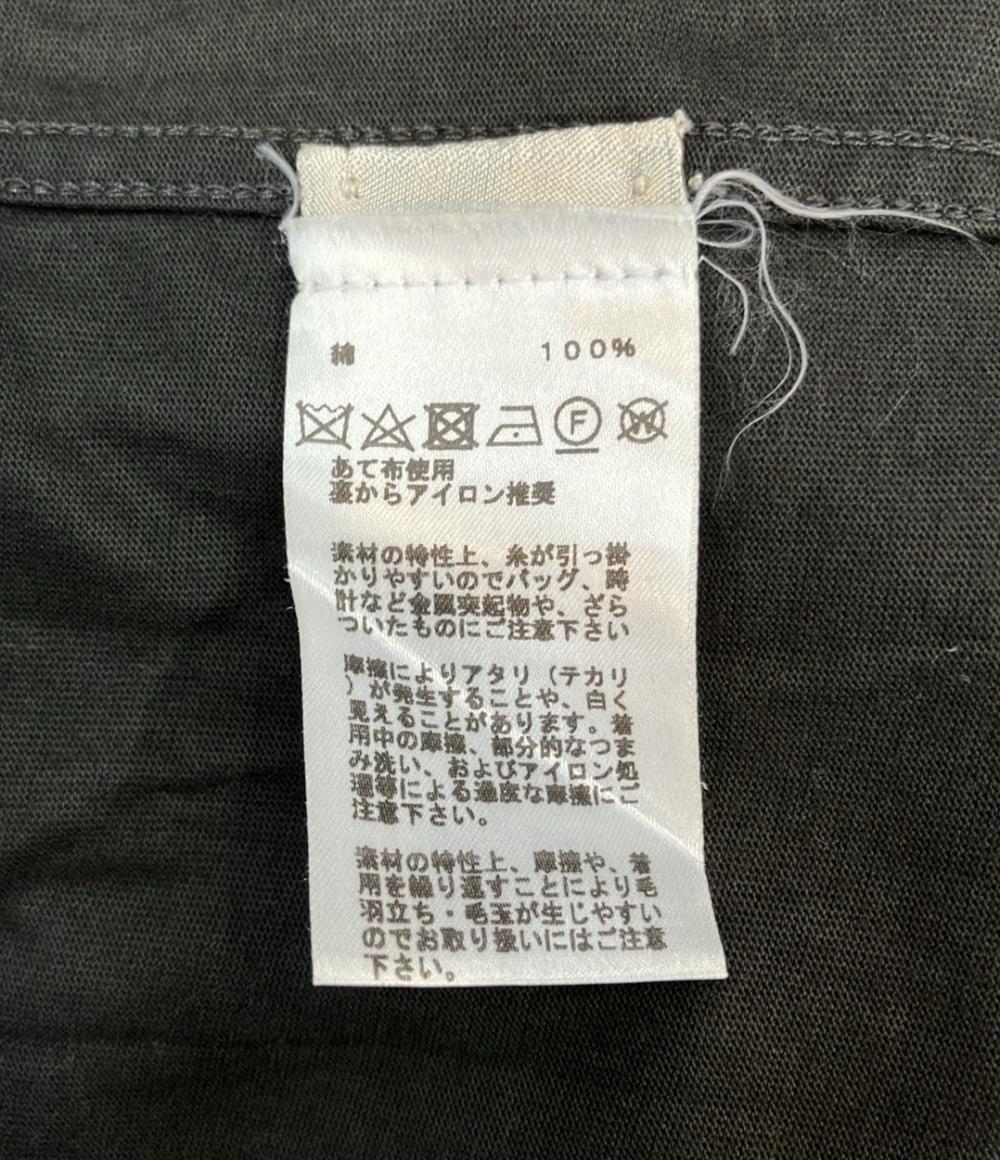 綿 100%
F W
あて布使用
裏からアイロン推奨
素材の特性上、糸が引っ掛
かりやすいのでバッグ、時
計など金属突起物や、ざら
ついたものにご注意下さい
摩擦によりアタリ（テカリ
）が発生することや、白く
見えることがあります。着
用中の摩擦、部分的なつま
み洗い、およびアイロン処
理等による過度な摩擦にご
注意下さい。
素材の特性上、摩擦や、着
用を繰り返すことにより毛
羽立ち・毛玉が生じやすい
のでお取り扱いにはご注意
下さい。